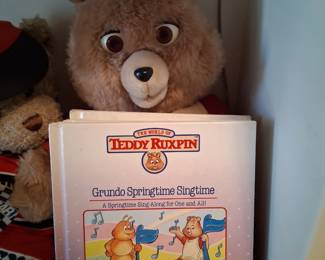 THE WORLD OF
TEDDY RUXPIN
Grundo Springtime Singtime
A Springtime Sing-Along for One and All!